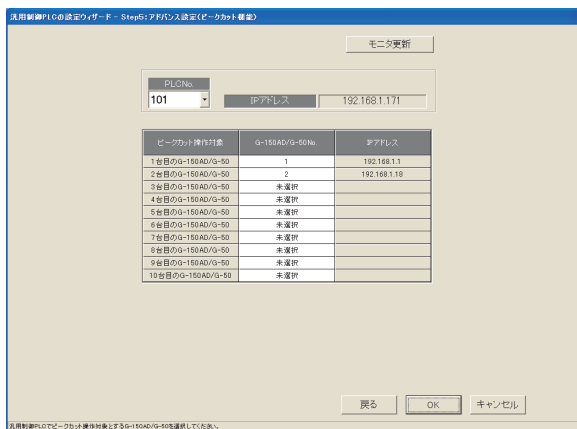 汎用制御PLCの設定ウィザード - Step5:アドバンス設定(ピークカット機能)
モニタ更新
PLCNo.
101 IPアドレス 192.168.1.171
ピークカット操作対象 G-150AD/G-50No. IPアドレス
1台目のG-150AD/G-50 1 192.168.1.1
2台目のG-150AD/G-50 2 192.168.1.18
3台目のG-150AD/G-50 未選択
4台目のG-150AD/G-50 未選択
5台目のG-150AD/G-50 未選択
6台目のG-150AD/G-50 未選択
7台目のG-150AD/G-50 未選択
8台目のG-150AD/G-50 未選択
9台目のG-150AD/G-50 未選択
10台目のG-150AD/G-50 未選択
戻る OK キャンセル
汎用制御PLCでピークカット操作対象とするG-150AD/G-50を選択してください。